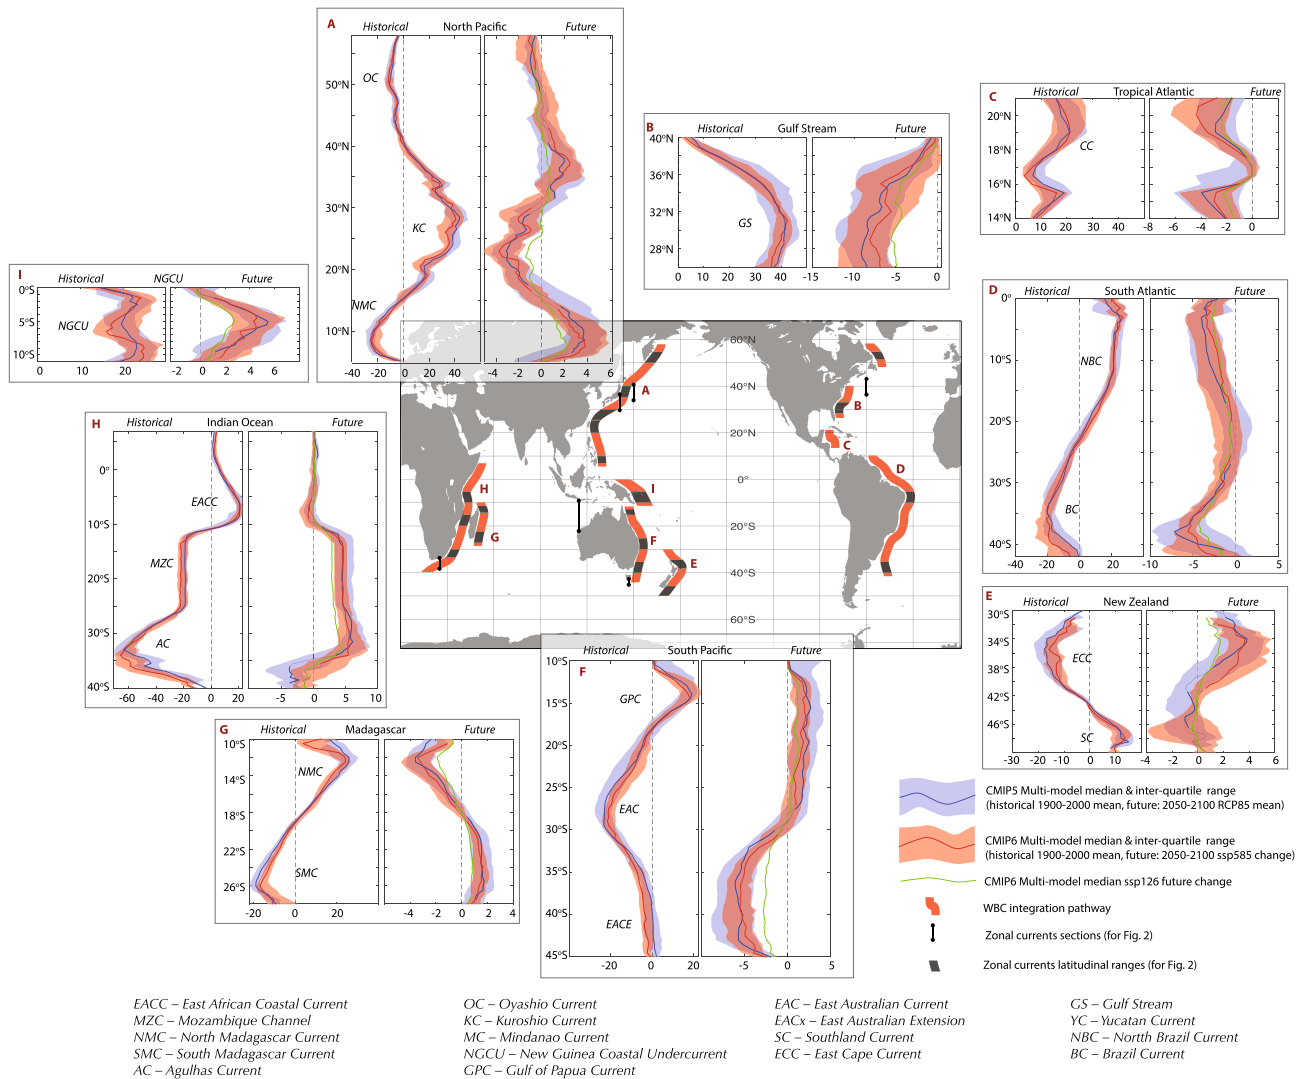 A
Historical
North Pacific
Future
OC
KC
NMC
50°N
40°N
30°N
20°N
10°N
-40 -20 0 20 40
-4 -2 0 2 4 6
B
Historical
Gulf Stream
Future
GS
40°N
36°N
32°N
28°N
0 10 20 30 40
-15 -10 -5 0
C
Historical
Tropical Atlantic
Future
CC
20°N
18°N
16°N
14°N
0 10 20 30
-8 -6 -4 -2 0
I
Historical
NGCU
Future
NGCU
0°S
5°S
10°S
0 10 20
-2 0 2 4 6
D
Historical
South Atlantic
Future
NBC
BC
0°
10°S
20°S
30°S
40°S
-40 -20 0 20
-10 -5 0 5
H
Historical
Indian Ocean
Future
EACC
MZC
AC
0°
10°S
20°S
30°S
40°S
-60 -40 -20 0 20
-10 -5 0 5 10
60°N
40°N
20°N
0°
20°S
40°S
60°S
A
B
C
D
E
F
G
H
I
E
Historical
New Zealand
Future
ECC
SC
30°S
34°S
38°S
42°S
46°S
-30 -20 -10 0 10
-4 -2 0 2 4 6
F
Historical
South Pacific
Future
GPC
EAC
EACE
10°S
15°S
20°S
25°S
30°S
35°S
40°S
45°S
-20 0 20
-5 0 5
G
Historical
Madagascar
Future
NMC
SMC
10°S
14°S
18°S
22°S
26°S
-20 0 20
-4 -2 0 2 4
CMIP5 Multi-model median & inter-quartile range
(historical 1900-2000 mean, future: 2050-2100 RCP85 mean)
CMIP6 Multi-model median & inter-quartile range
(historical 1900-2000 mean, future: 2050-2100 ssp585 change)
CMIP6 Multi-model median ssp126 future change
WBC integration pathway
Zonal currents sections (for Fig. 2)
Zonal currents latitudinal ranges (for Fig. 2)
EACC – East African Coastal Current
MZC – Mozambique Channel
NMC – North Madagascar Current
SMC – South Madagascar Current
AC – Agulhas Current
OC – Oyashio Current
KC – Kuroshio Current
MC – Mindanao Current
NGCU – New Guinea Coastal Undercurrent
GPC – Gulf of Papua Current
EAC – East Australian Current
EACx – East Australian Extension
SC – Southland Current
ECC – East Cape Current
GS – Gulf Stream
YC – Yucatan Current
NBC – Nortth Brazil Current
BC – Brazil Current